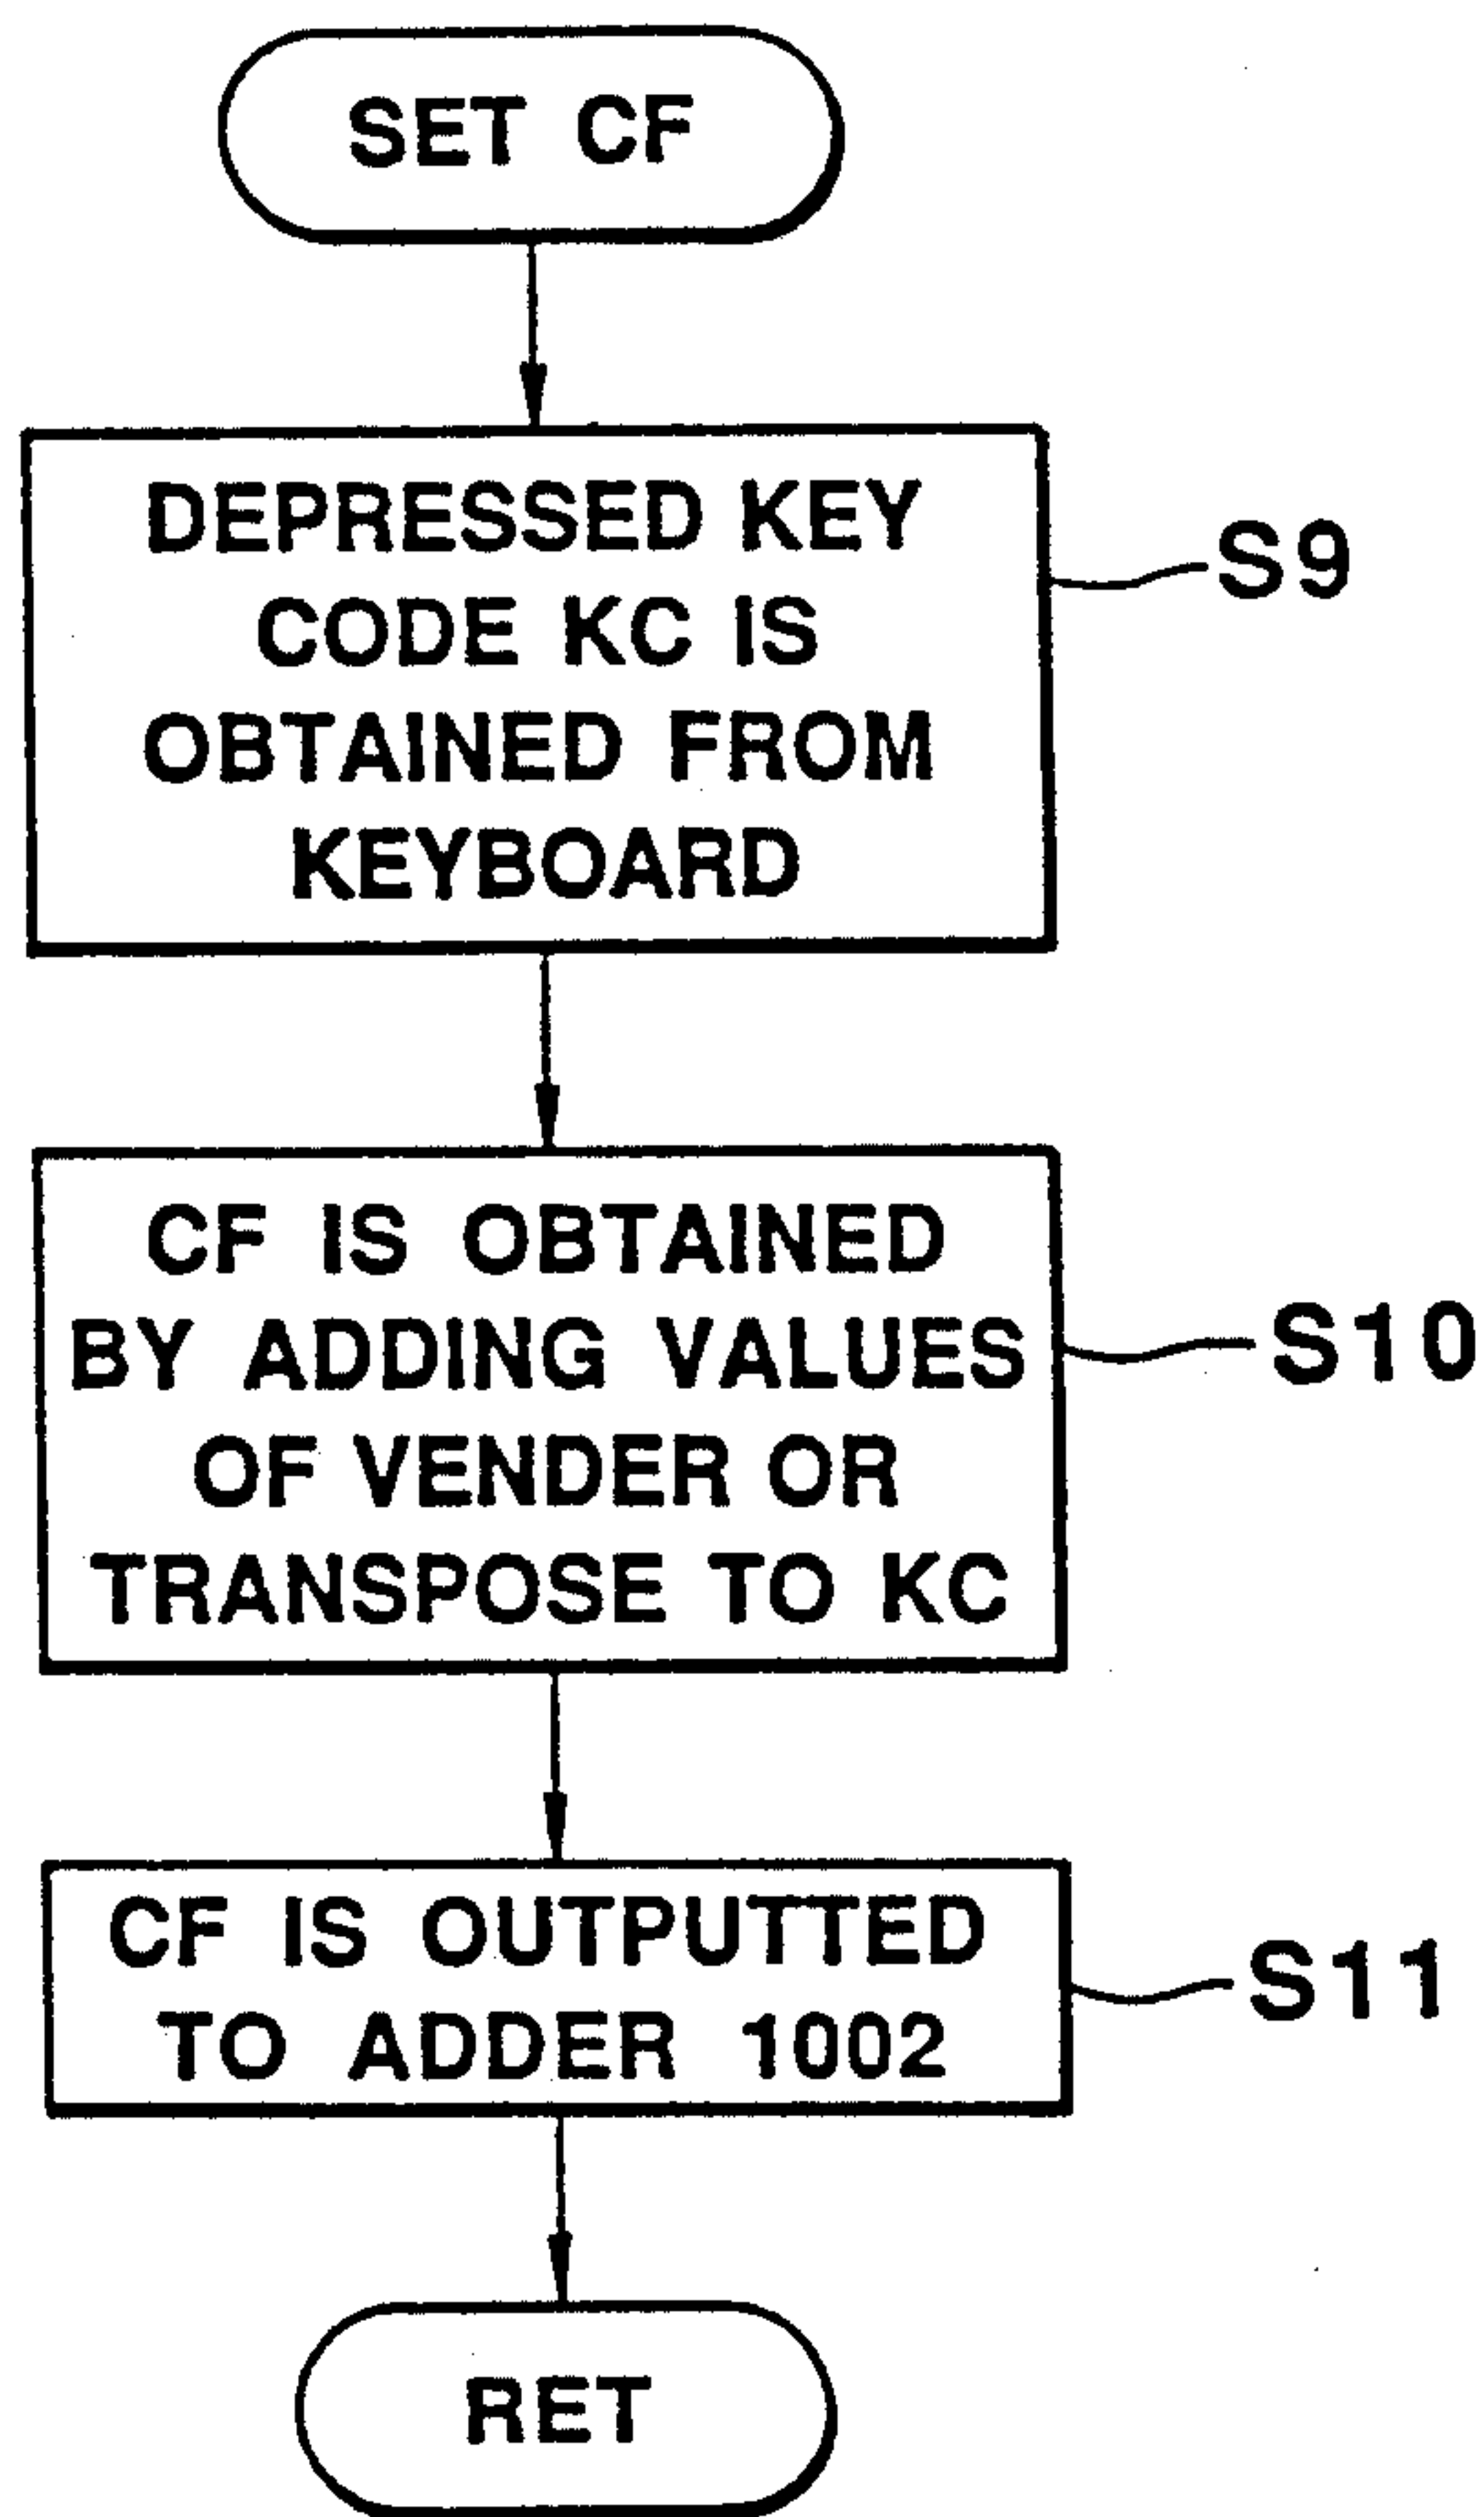 SET CF
DEPRESSED KEY
CODE KC IS
OBTAINED FROM
KEYBOARD
S9
CF IS OBTAINED
BY ADDING VALUES
OF VENDER OR
TRANSPOSE TO KC
S10
CF IS OUTPUTTED
TO ADDER 1002
S11
RET